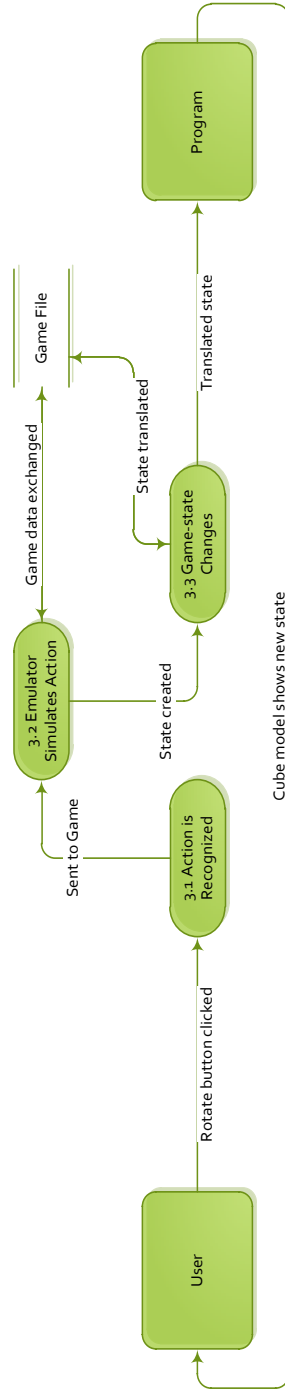 User
Rotate button clicked
3.1 Action is
Recognized
Sent to Game
3.2 Emulator
Simulates Action
Game data exchanged
Game File
State created
State translated
3.3 Game-state
Changes
Translated state
Program
Cube model shows new state